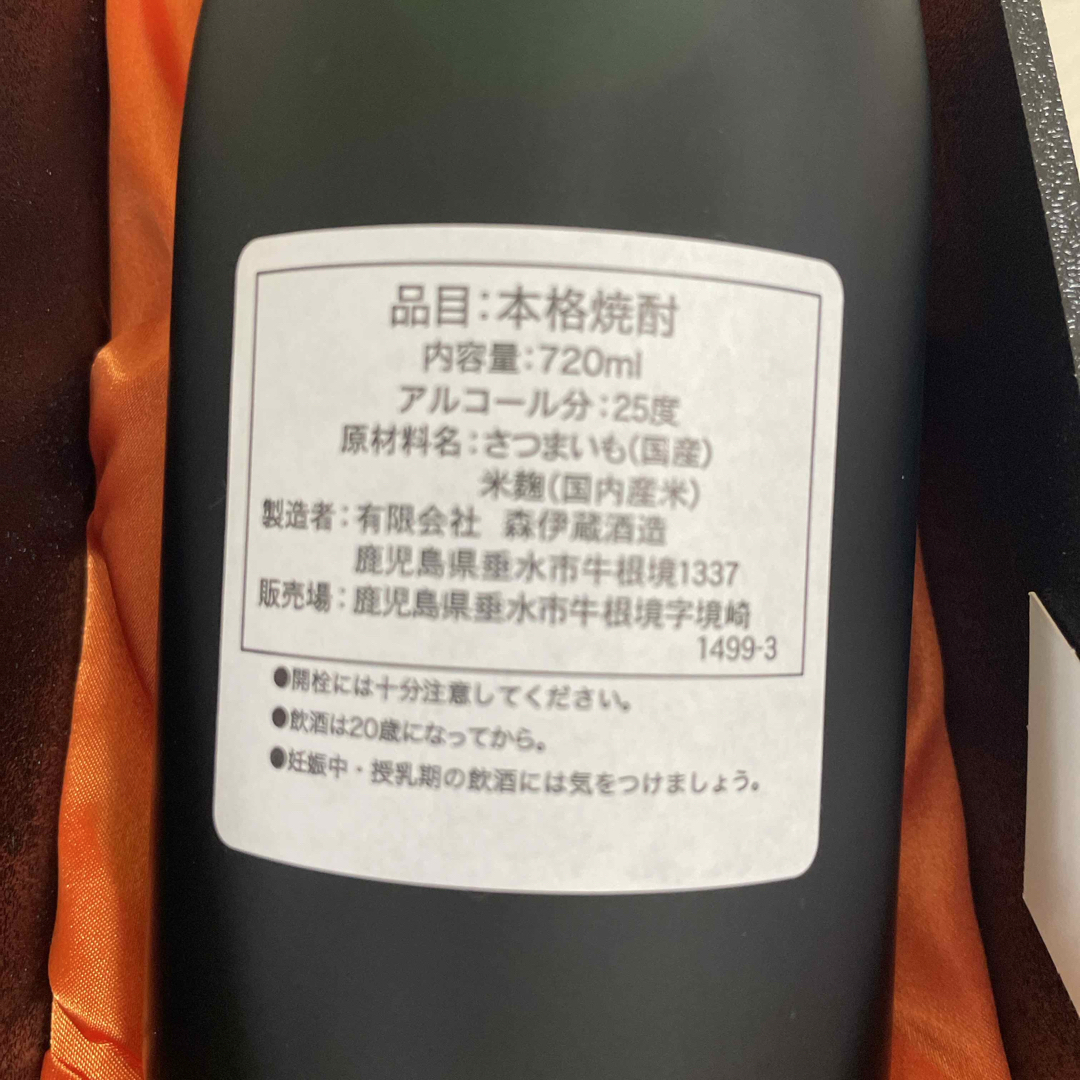 品目：本格焼酎
内容量：720ml
アルコール分：25度
原材料名：さつまいも（国産）
米麹（国内産米）
製造者：有限会社　森伊蔵酒造
鹿児島県垂水市牛根境1337
販売場：鹿児島県垂水市牛根境字境崎
1499-3
●開栓には十分注意してください。
●飲酒は20歳になってから。
●妊娠中・授乳期の飲酒には気をつけましょう。